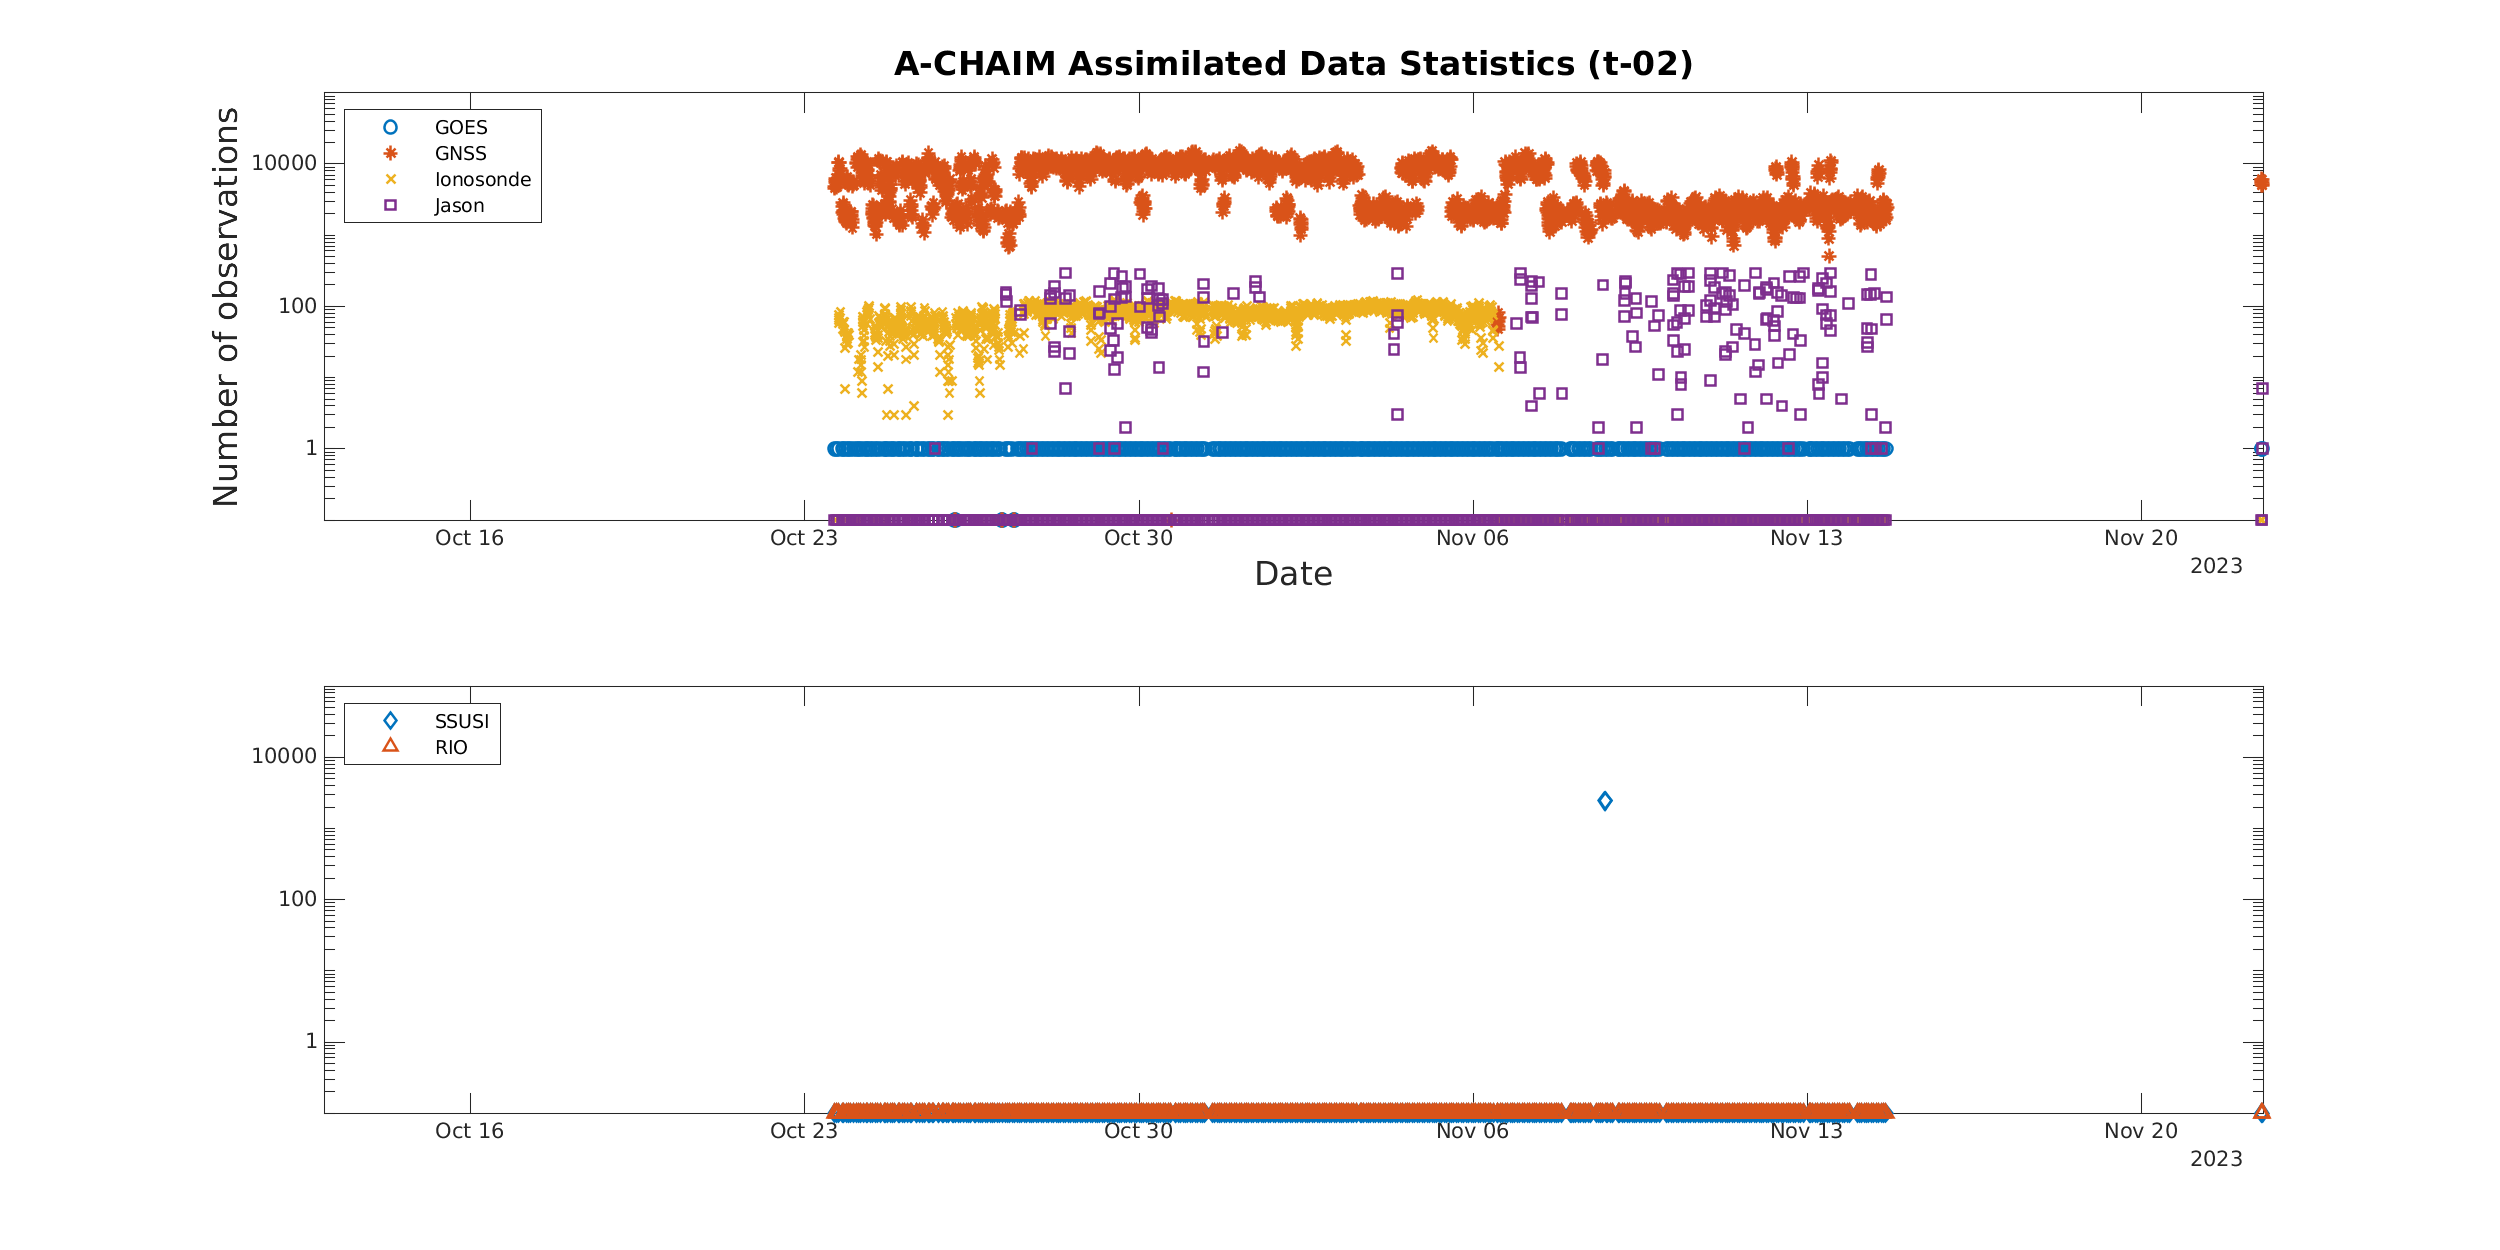 A-CHAIM Assimilated Data Statistics (t-02)
GOES
GNSS
Ionosonde
Jason
Number of observations
10000
100
1
Oct 16
Oct 23
Oct 30
Nov 06
Nov 13
Nov 20
2023
Date
SSUSI
RIO
10000
100
1
Oct 16
Oct 23
Oct 30
Nov 06
Nov 13
Nov 20
2023